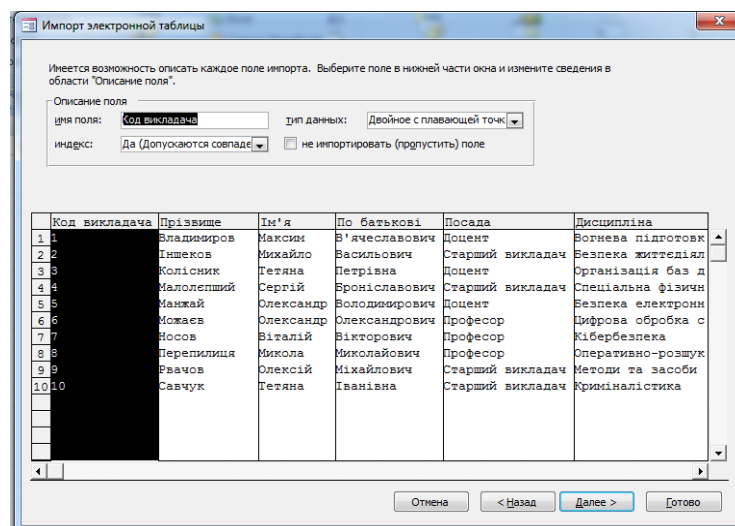 Импорт электронной таблицы
Имеется возможность описать каждое поле импорта. Выберите поле в нижней части окна и измените сведения в
области "Описание поля".
Описание поля
имя поля: Код викладача тип данных: Двойное с плавающей точк
индекс: Да (Допускаются совпаде не импортировать (пропустить) поле
Код викладача Прізвище Ім'я По батькові Посада Дисципліна
1 1 Владимиров Максим В'ячеславович Доцент Вогнева підготовк
2 2 Іншеков Михайло Васильович Старший викладач Безпека життєдіял
3 3 Колісник Тетяна Петрівна Доцент Організація баз д
4 4 Малолєпший Сергій Броніславович Старший викладач Спеціальна фізичн
5 5 Манжай Олександр Володимирович Доцент Безпека електронн
6 6 Можаєв Олександр Олександрович Професор Цифрова обробка с
7 7 Носов Віталій Вікторович Професор Кібербезпека
8 8 Перепилиця Микола Миколайович Професор Оперативно-розшук
9 9 Рвачов Олексій Міхайлович Старший викладач Методи та засоби
10 10 Савчук Тетяна Іванівна Старший викладач Криміналістика
Отмена < Назад Далее > Готово